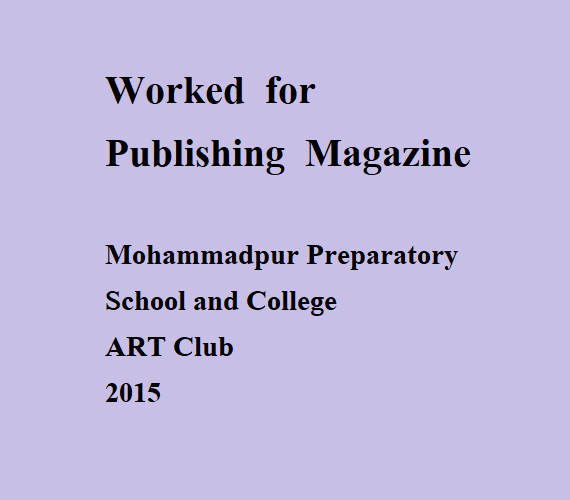 Worked for
Publishing Magazine
Mohammadpur Preparatory
School and College
ART Club
2015